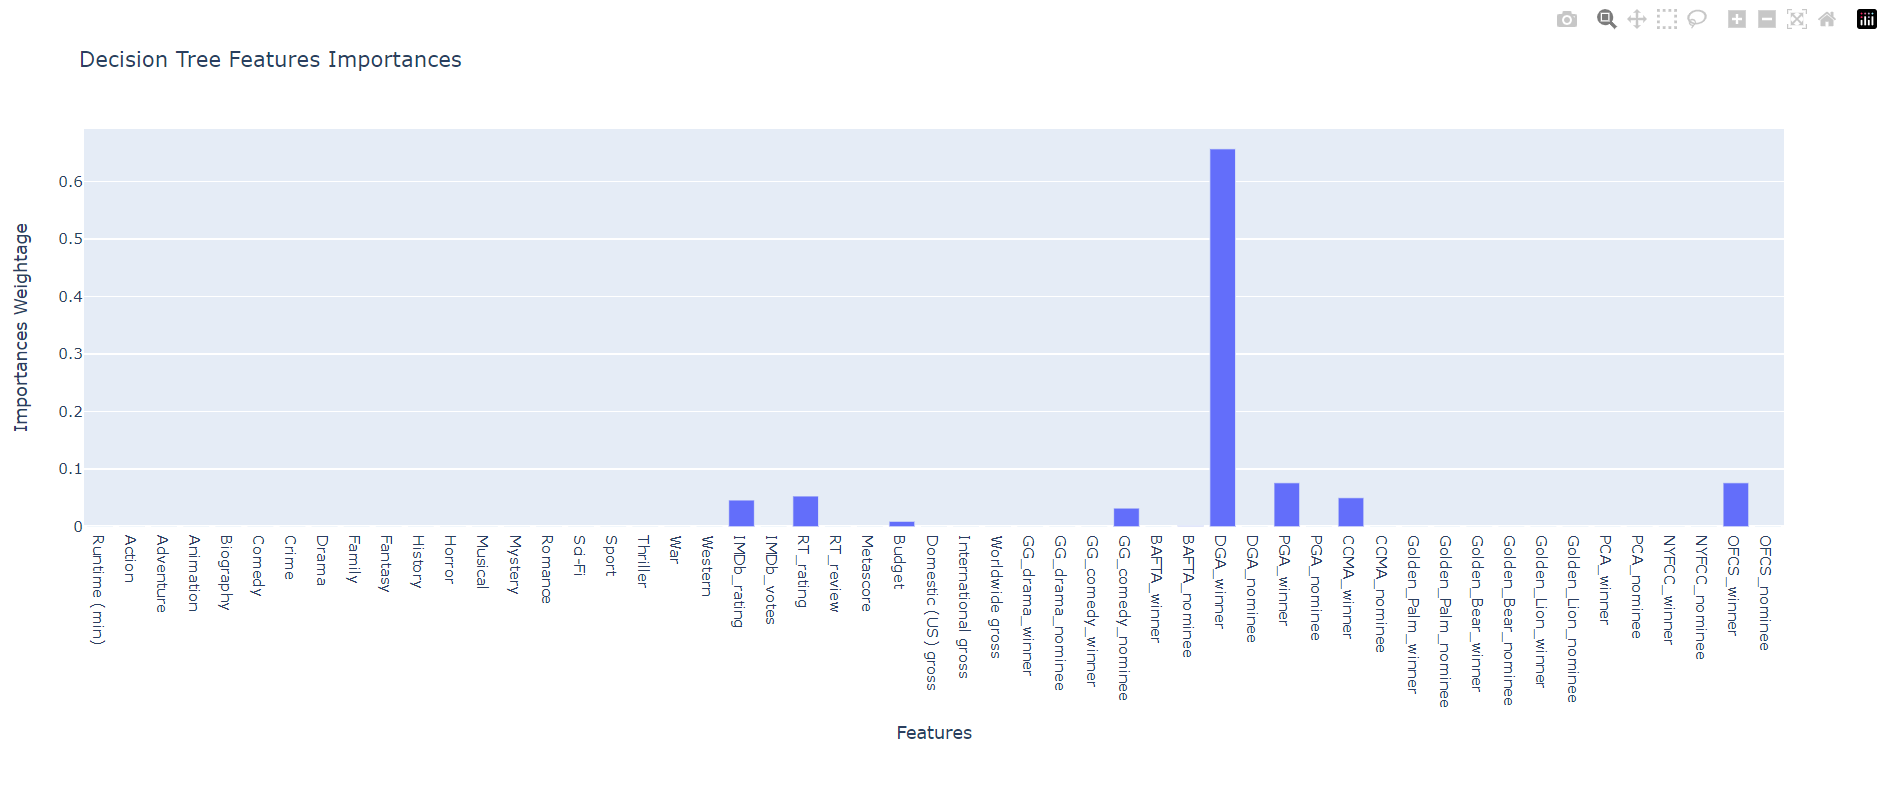 Decision Tree Features Importances
Importances Weightage
0.6
0.5
0.4
0.3
0.2
0.1
0
Runtime (min)
Action
Adventure
Animation
Biography
Comedy
Crime
Drama
Family
Fantasy
History
Horror
Musical
Mystery
Romance
Sci-Fi
Sport
Thriller
War
Western
IMDb_rating
IMDb_votes
RT_rating
RT_review
Metascore
Budget
Domestic (US) gross
International gross
Worldwide gross
GG_drama_winner
GG_drama_nominee
GG_comedy_winner
GG_comedy_nominee
BAFTA_winner
BAFTA_nominee
DGA_winner
DGA_nominee
PGA_winner
PGA_nominee
CCMA_winner
CCMA_nominee
Golden_Palm_winner
Golden_Palm_nominee
Golden_Bear_winner
Golden_Bear_nominee
Golden_Lion_winner
Golden_Lion_nominee
PCA_winner
PCA_nominee
NYFCC_winner
NYFCC_nominee
OFCS_winner
OFCS_nominee
Features